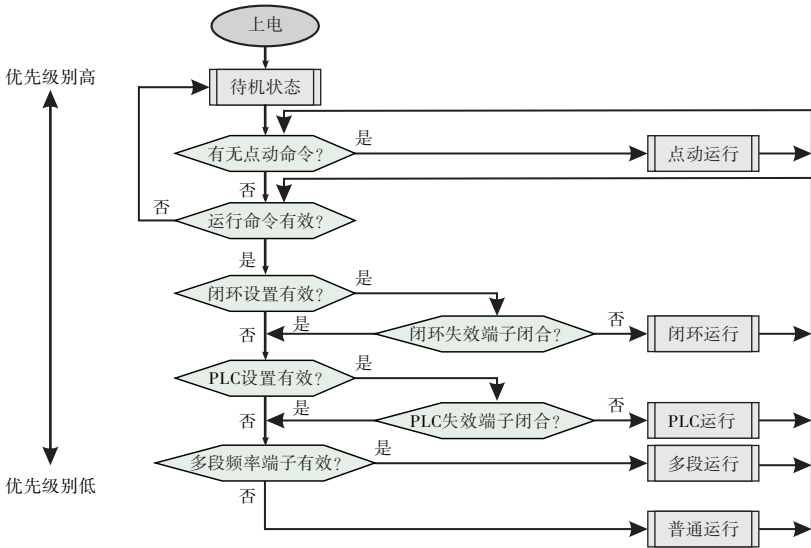 上电
优先级别高
待机状态
是
有无点动命令?
点动运行
否
否
运行命令有效?
是
是
闭环设置有效?
否
是
闭环失效端子闭合?
否
闭环运行
是
PLC设置有效?
否
是
PLC失效端子闭合?
否
PLC运行
是
多段频率端子有效?
多段运行
优先级别低
否
普通运行